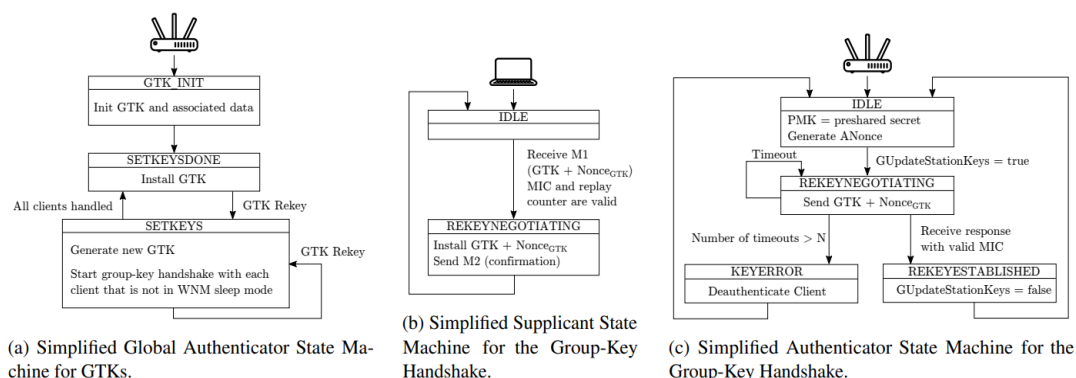 GTK_INIT
Init GTK and associated data
SETKEYSDONE
Install GTK
All clients handled
GTK Rekey
SETKEYS
Generate new GTK
Start group-key handshake with each
client that is not in WNM sleep mode
GTK Rekey
(a) Simplified Global Authenticator State Ma-
chine for GTKs.
IDLE
Receive M1
(GTK + Nonce_GTK)
MIC and replay
counter are valid
REKEYNEGOTIATING
Install GTK + Nonce_GTK
Send M2 (confirmation)
(b) Simplified Supplicant State
Machine for the Group-Key
Handshake.
IDLE
PMK = preshared secret
Generate ANonce
Timeout
GUpdateStationKeys = true
REKEYNEGOTIATING
Send GTK + Nonce_GTK
Number of timeouts > N
Receive response
with valid MIC
KEYERROR
Deauthenticate Client
REKEYESTABLISHED
GUpdateStationKeys = false
(c) Simplified Authenticator State Machine for the
Group-Key Handshake.